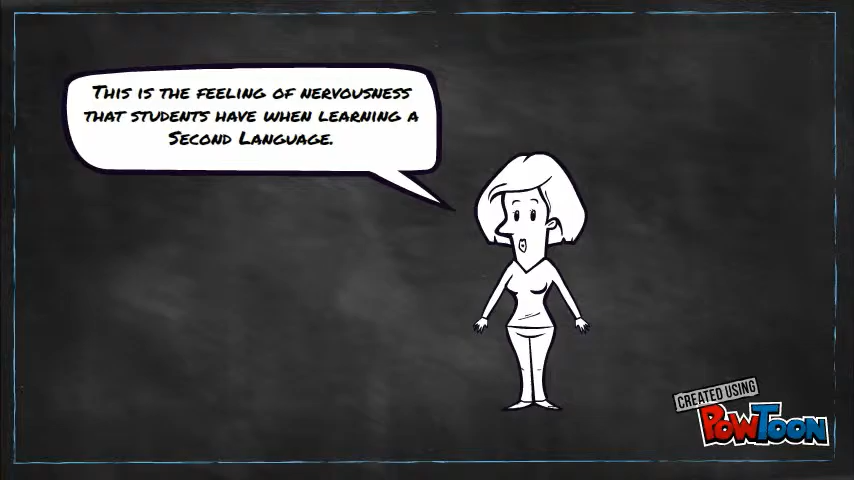 This is the feeling of nervousness
that students have when learning a
Second Language.
CREATED USING
POWTOON